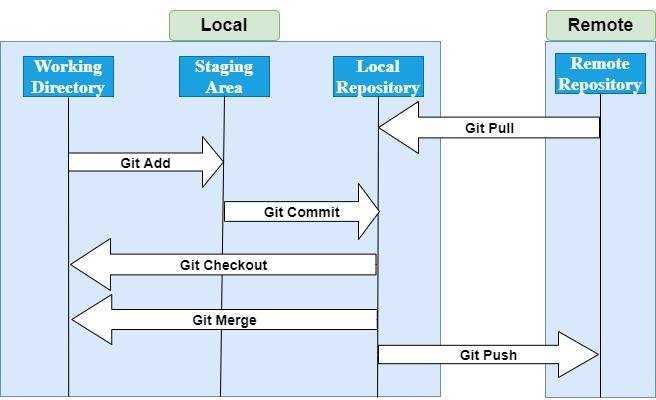 Local
Remote
Working
Directory
Staging
Area
Local
Repository
Remote
Repository
Git Pull
Git Add
Git Commit
Git Checkout
Git Merge
Git Push